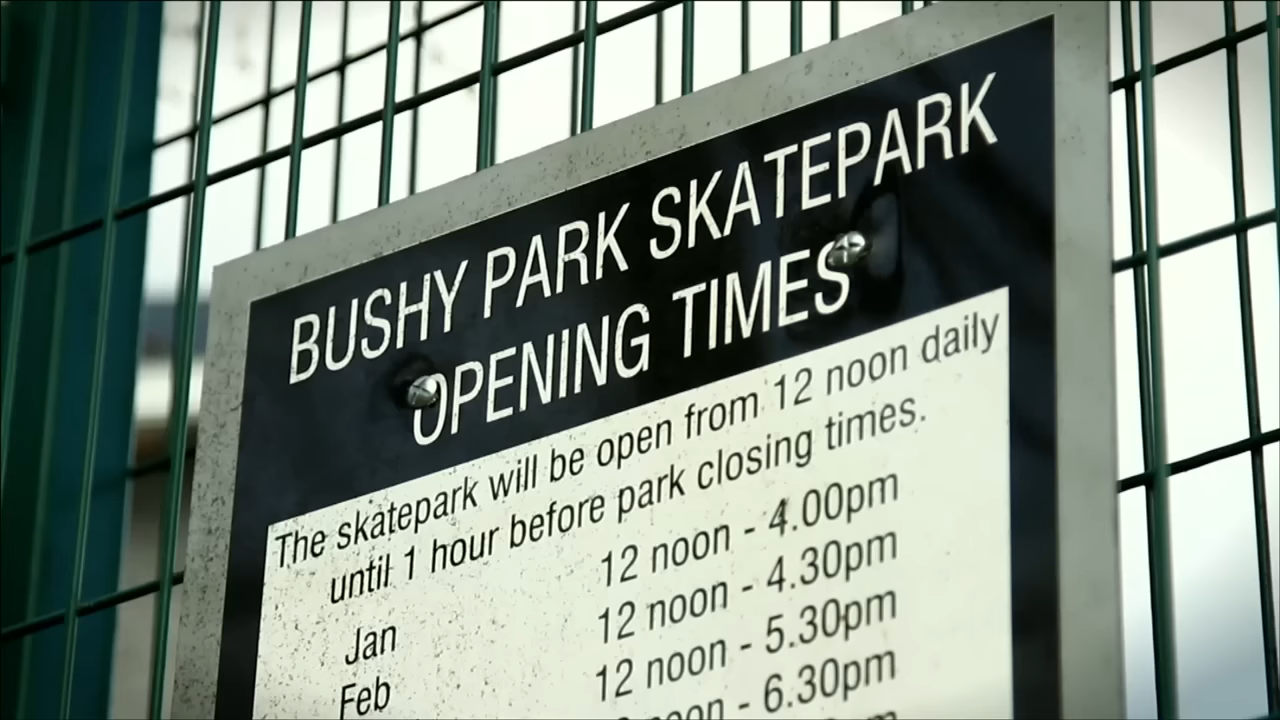 BUSHY PARK SKATEPARK
OPENING TIMES
The skatepark will be open from 12 noon daily
until 1 hour before park closing times.
Jan 12 noon - 4.00pm
Feb 12 noon - 4.30pm
12 noon - 5.30pm
noon - 6.30pm